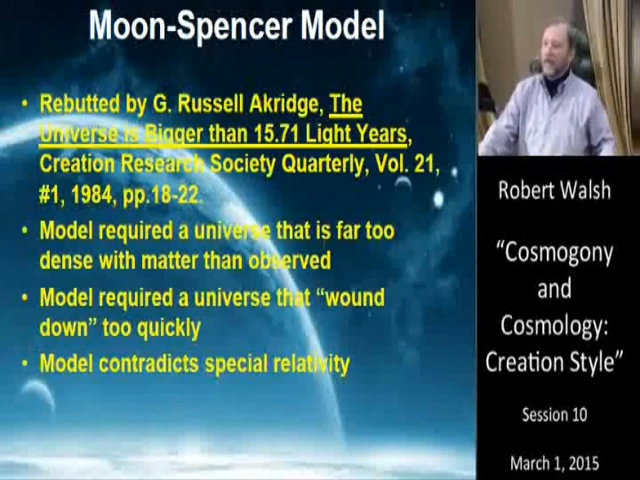 Moon-Spencer Model
• Rebutted by G. Russell Akridge, The
Universe is Bigger than 15.71 Light Years,
Creation Research Society Quarterly, Vol. 21,
#1, 1984, pp.18-22.
• Model required a universe that is far too
dense with matter than observed
• Model required a universe that “wound
down” too quickly
• Model contradicts special relativity
Robert Walsh
“Cosmogony
and
Cosmology:
Creation Style”
Session 10
March 1, 2015